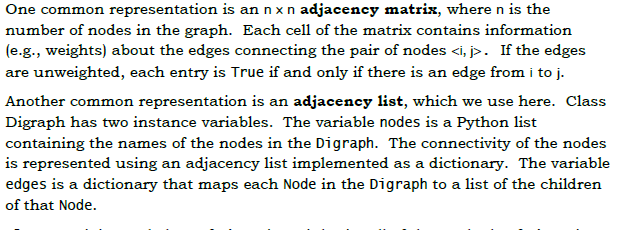 One common representation is an n x n adjacency matrix, where n is the
number of nodes in the graph. Each cell of the matrix contains information
(e.g., weights) about the edges connecting the pair of nodes <i, j>. If the edges
are unweighted, each entry is True if and only if there is an edge from i to j.
Another common representation is an adjacency list, which we use here. Class
Digraph has two instance variables. The variable nodes is a Python list
containing the names of the nodes in the Digraph. The connectivity of the nodes
is represented using an adjacency list implemented as a dictionary. The variable
edges is a dictionary that maps each Node in the Digraph to a list of the children
of that Node.